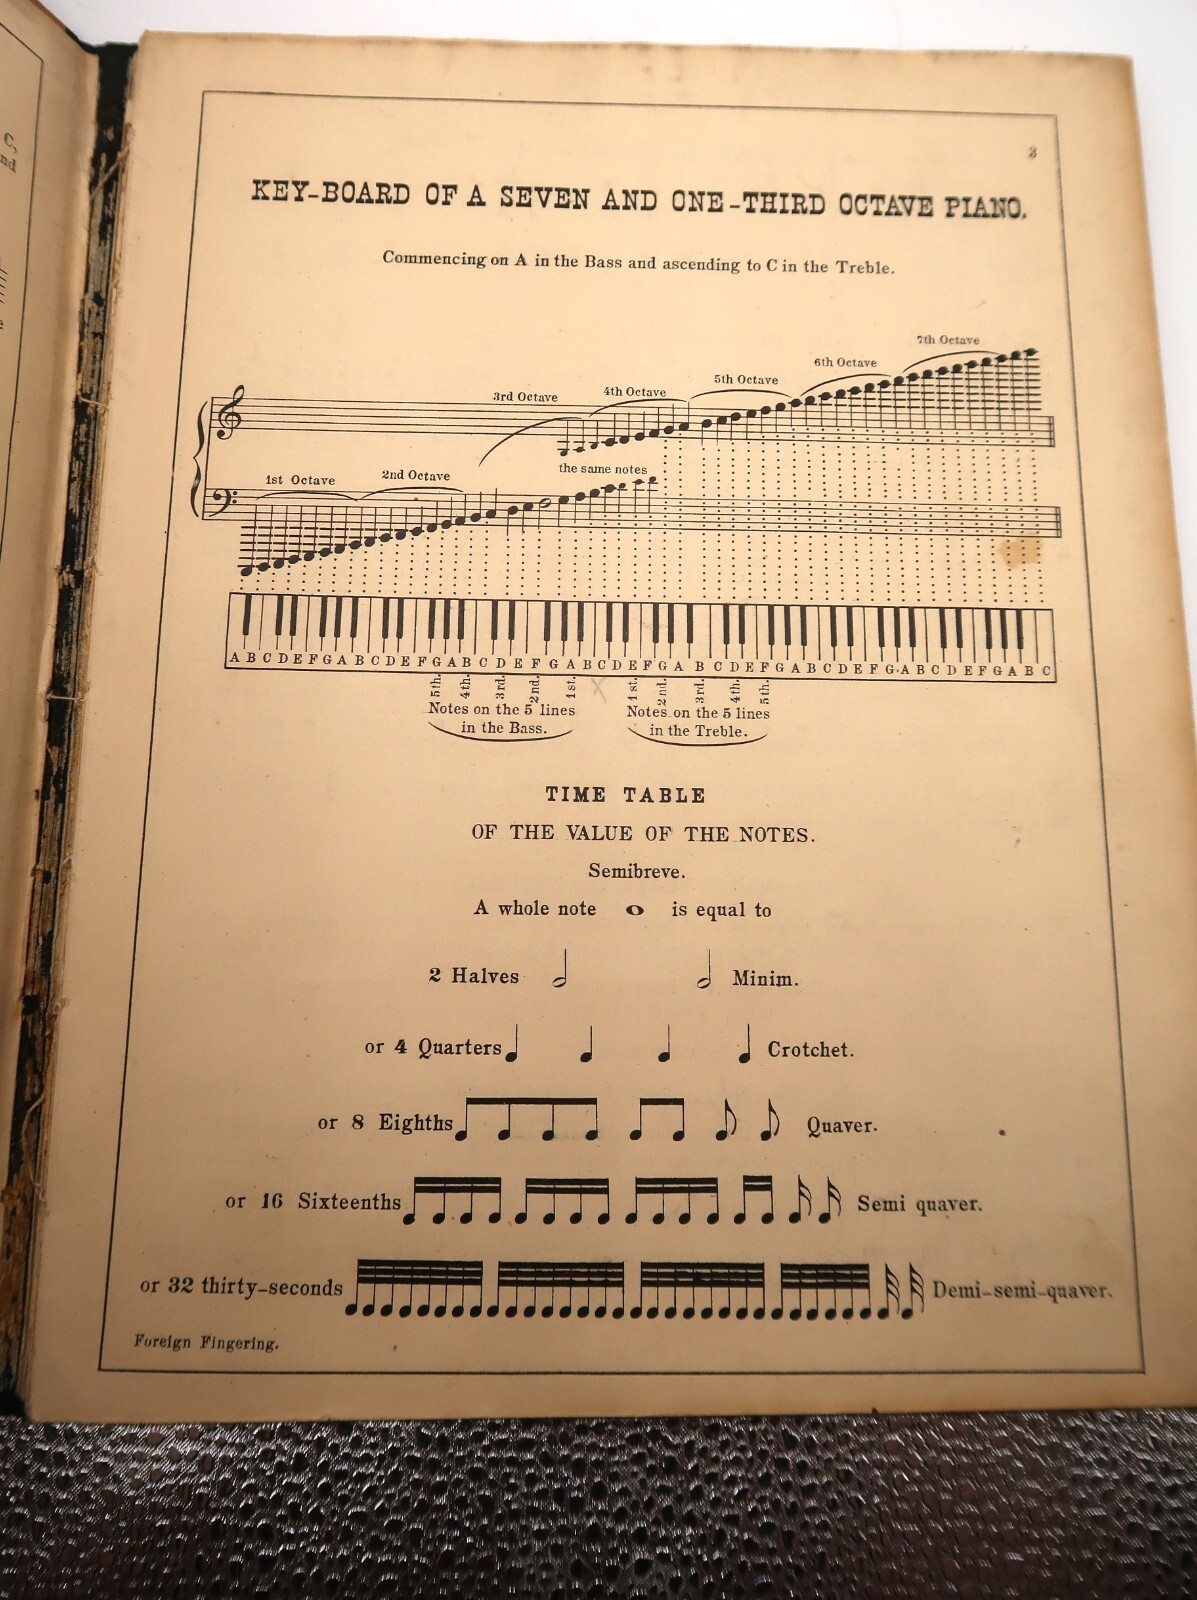 C,
nd
3
KEY-BOARD OF A SEVEN AND ONE-THIRD OCTAVE PIANO.
Commencing on A in the Bass and ascending to C in the Treble.
7th Octave
6th Octave
5th Octave
4th Octave
3rd Octave
the same notes
2nd Octave
1st Octave
A B C D E F G A B C D E F G A B C D E F G A B C D E F G A B C D E F G A B C D E F G A B C D E F G A B C
5th. 4th. 3rd. 2nd. 1st. 1st. 2nd. 3rd. 4th. 5th.
Notes on the 5 lines Notes on the 5 lines
in the Bass. in the Treble.
TIME TABLE
OF THE VALUE OF THE NOTES.
Semibreve.
A whole note is equal to
2 Halves Minim.
or 4 Quarters Crotchet.
or 8 Eighths Quaver.
or 16 Sixteenths Semi quaver.
or 32 thirty-seconds Demi-semi-quaver.
Foreign Fingering.